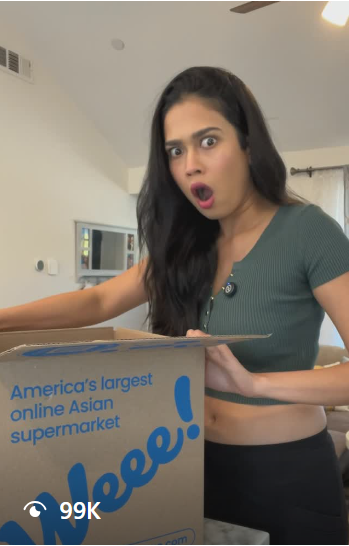 America's largest
online Asian
supermarket
Weee!
99K